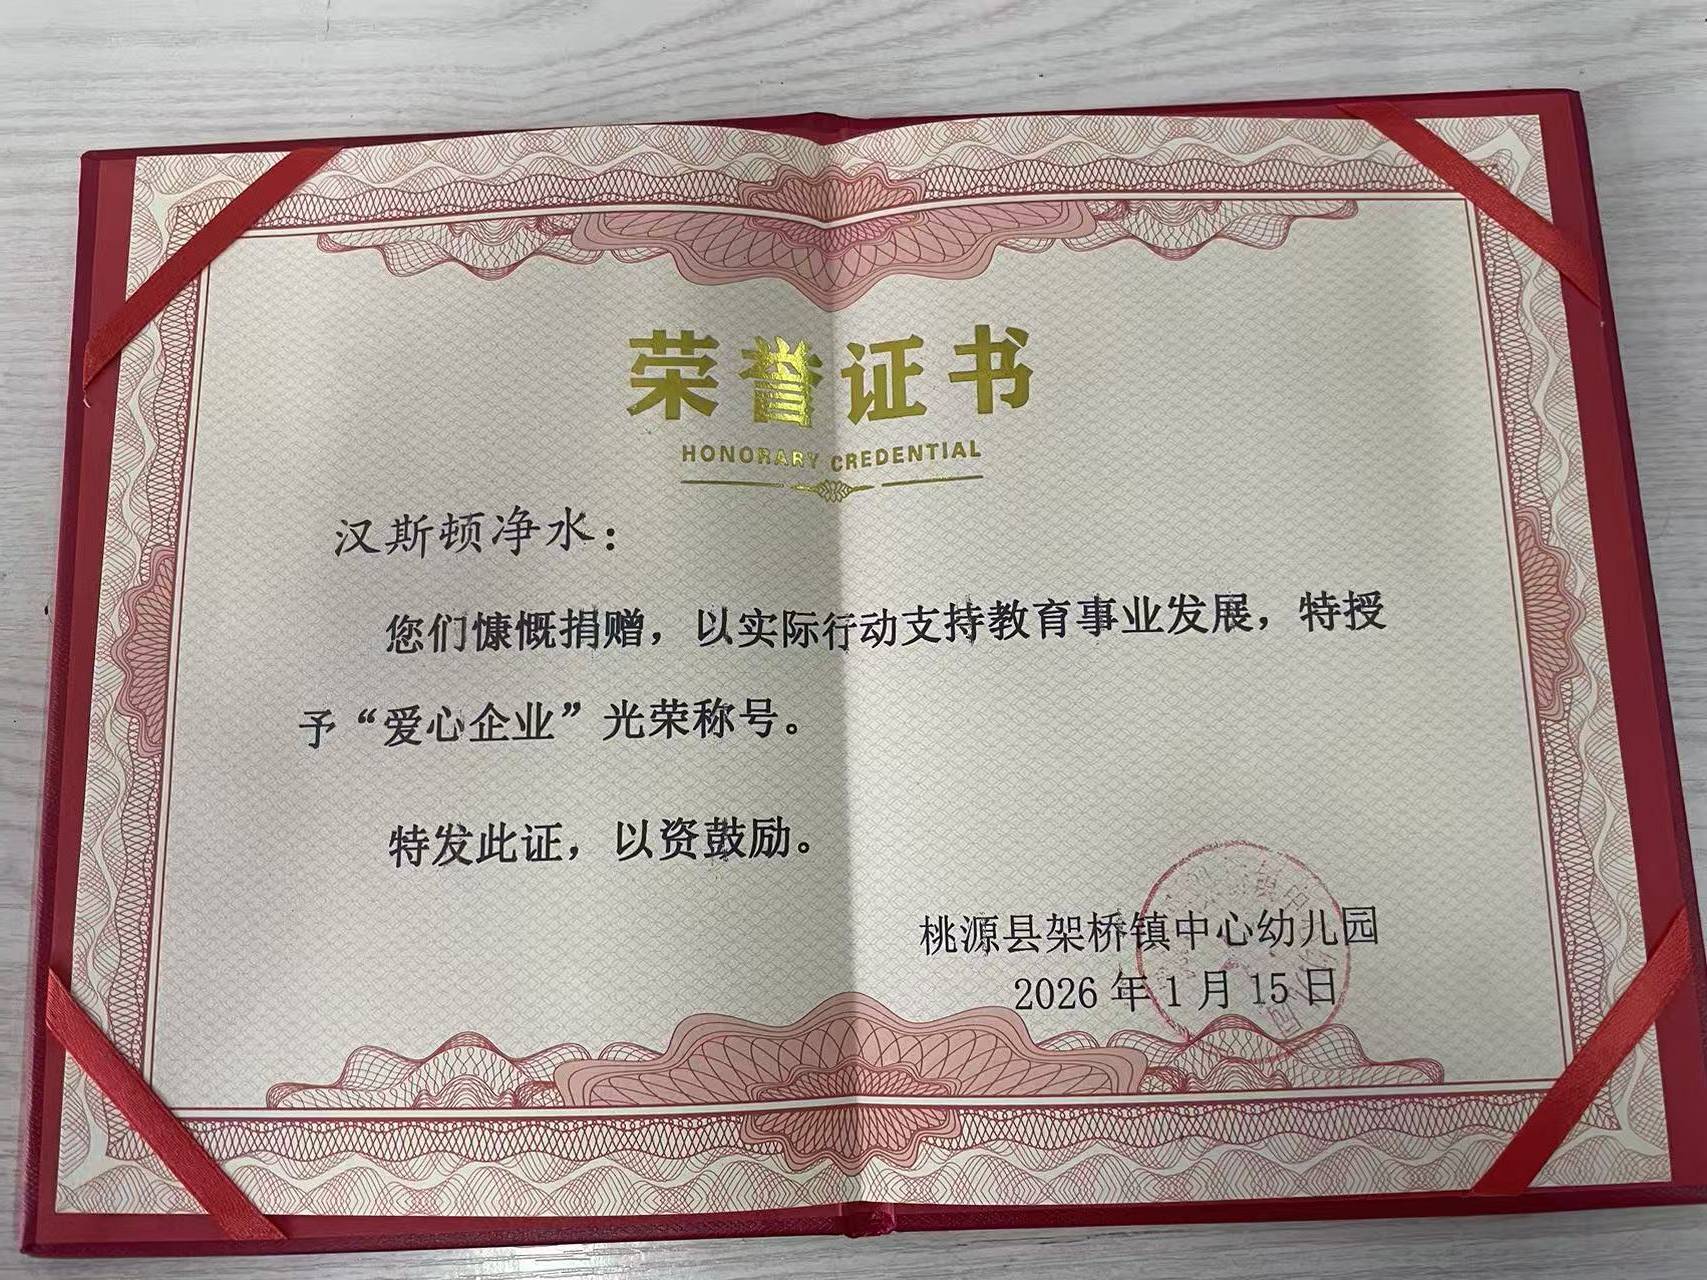 荣誉证书
HONORARY CREDENTIAL
汉斯顿净水：
您们慷慨捐赠，以实际行动支持教育事业发展，特授
予“爱心企业”光荣称号。
特发此证，以资鼓励。
桃源县架桥镇中心幼儿园
2026年1月15日